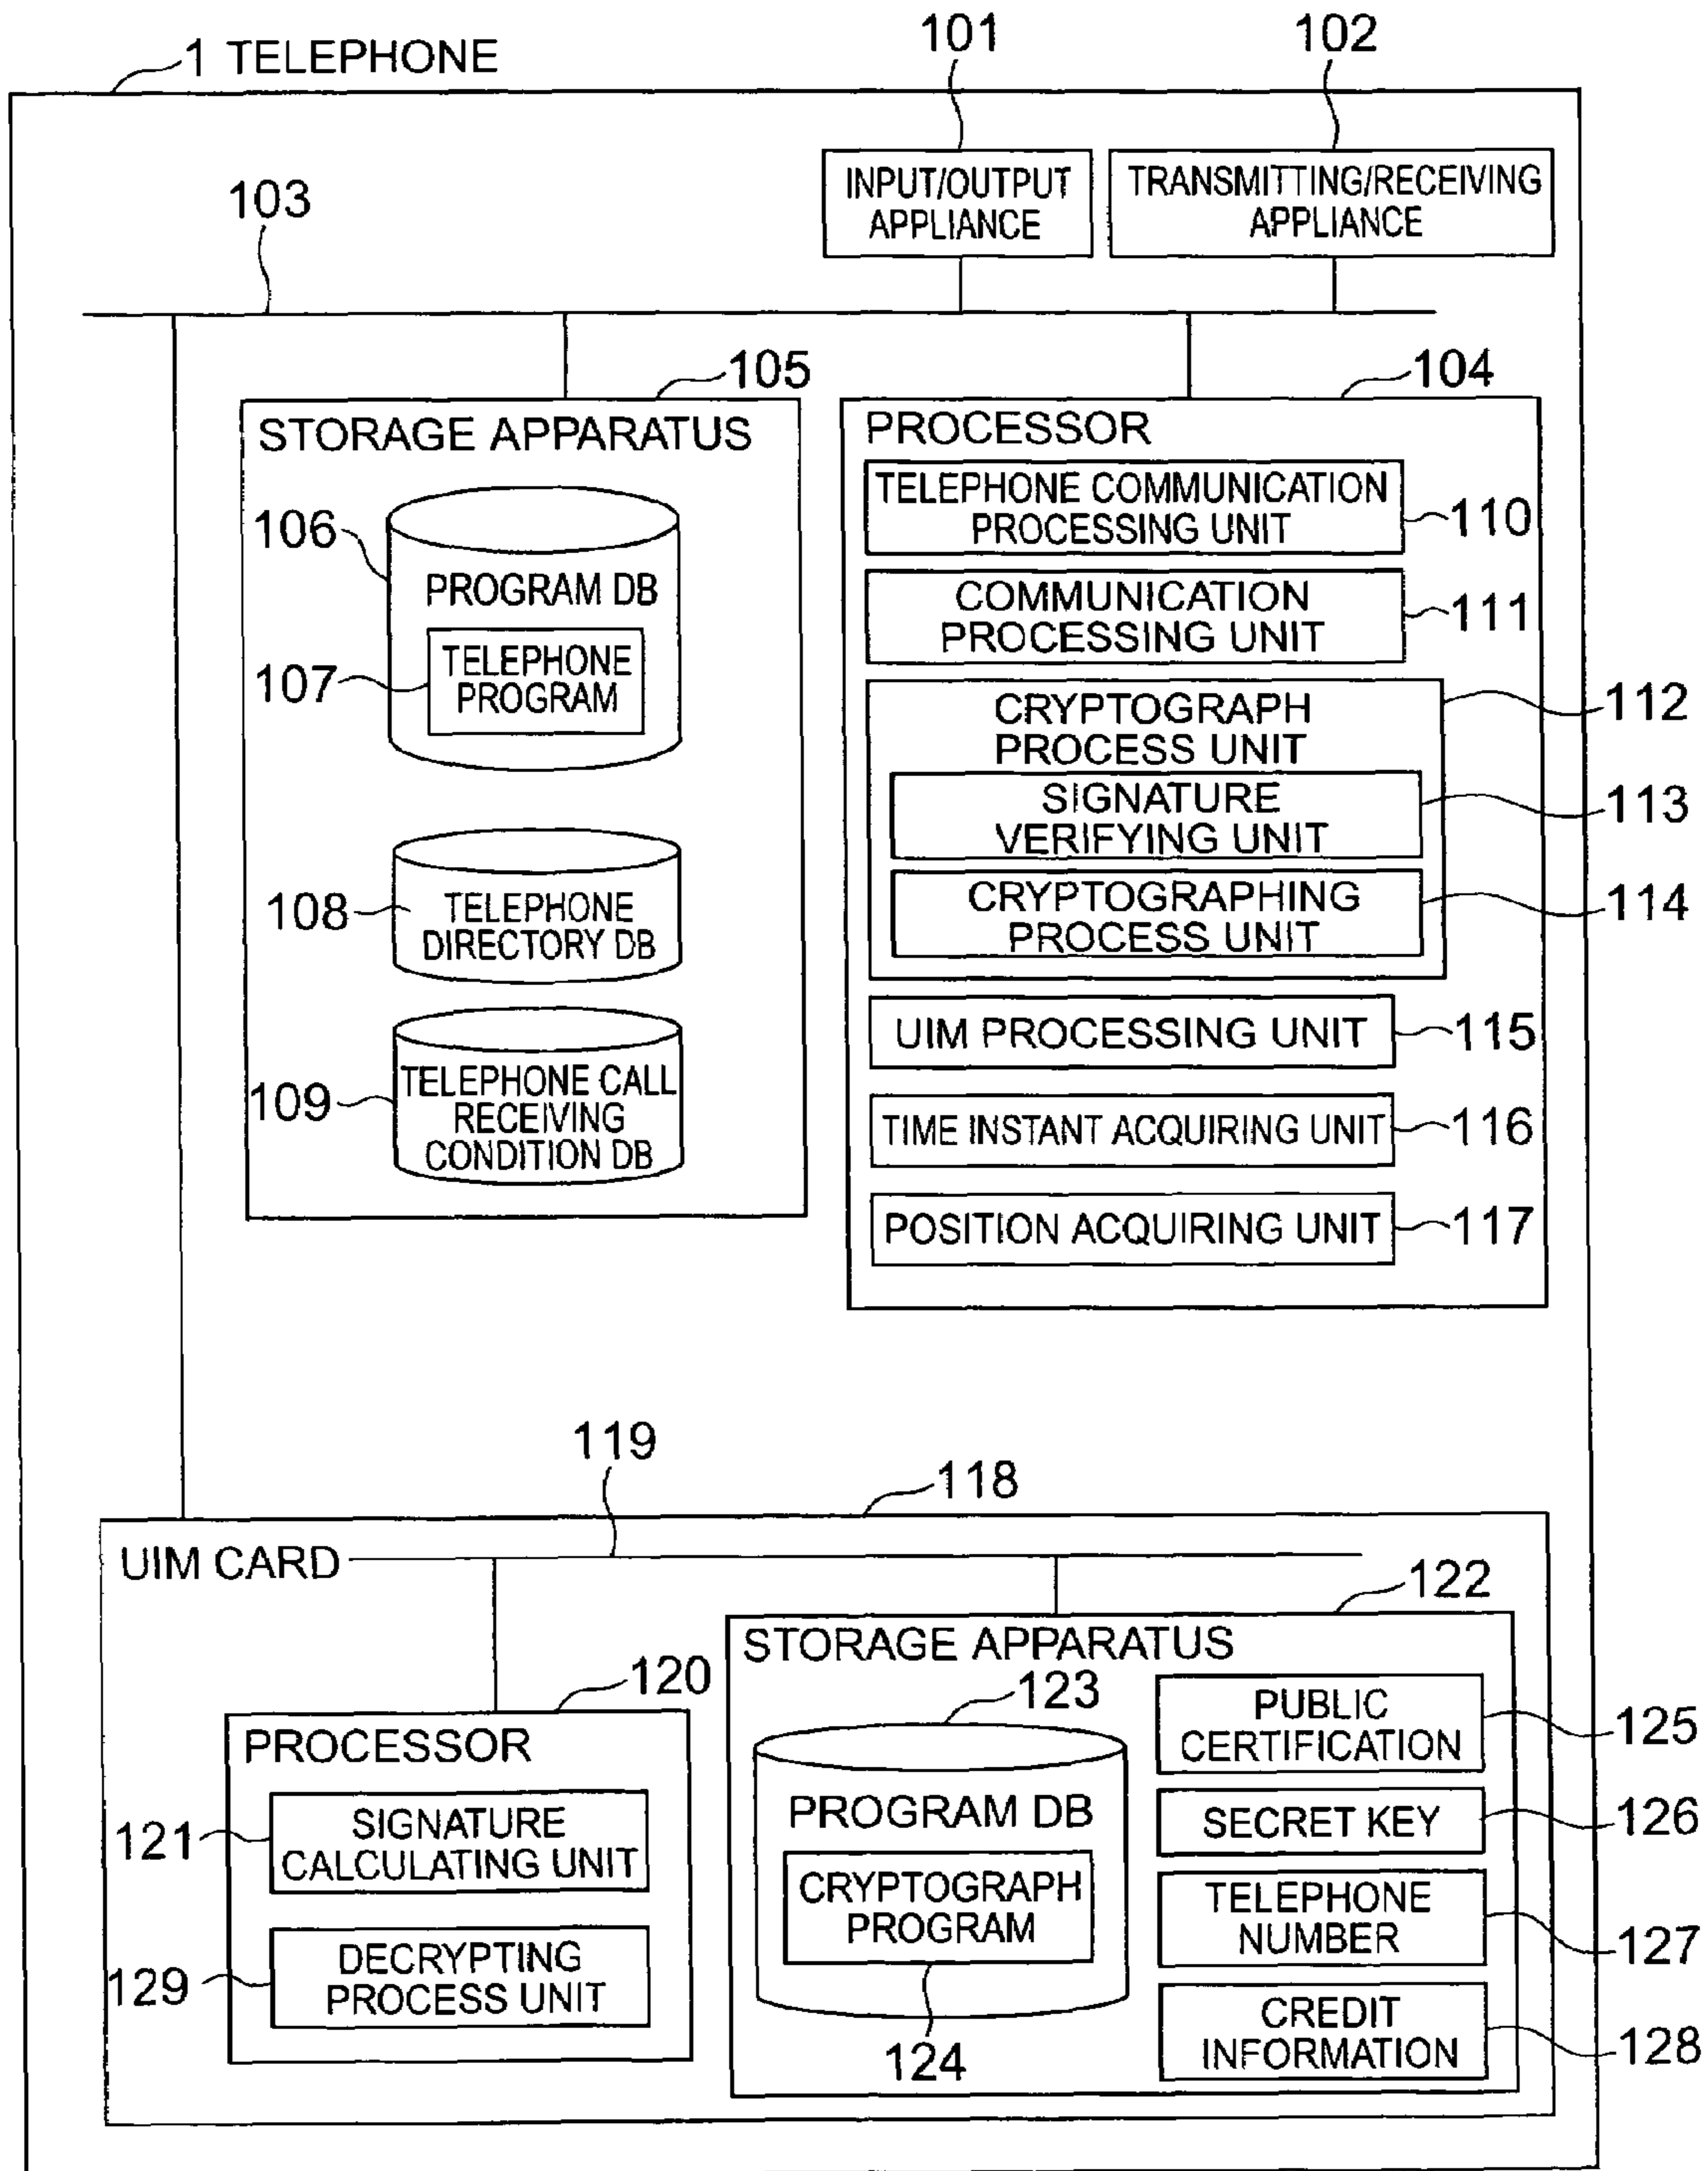 1 TELEPHONE
101
102
INPUT/OUTPUT
APPLIANCE
TRANSMITTING/RECEIVING
APPLIANCE
103
105
STORAGE APPARATUS
106
PROGRAM DB
107
TELEPHONE
PROGRAM
108
TELEPHONE
DIRECTORY DB
109
TELEPHONE CALL
RECEIVING
CONDITION DB
104
PROCESSOR
TELEPHONE COMMUNICATION
PROCESSING UNIT
110
COMMUNICATION
PROCESSING UNIT
111
CRYPTOGRAPH
PROCESS UNIT
112
SIGNATURE
VERIFYING UNIT
113
CRYPTOGRAPHING
PROCESS UNIT
114
UIM PROCESSING UNIT
115
TIME INSTANT ACQUIRING UNIT
116
POSITION ACQUIRING UNIT
117
119
118
UIM CARD
120
PROCESSOR
121
SIGNATURE
CALCULATING UNIT
129
DECRYPTING
PROCESS UNIT
122
STORAGE APPARATUS
123
PROGRAM DB
CRYPTOGRAPH
PROGRAM
124
PUBLIC
CERTIFICATION
125
SECRET KEY
126
TELEPHONE
NUMBER
127
CREDIT
INFORMATION
128